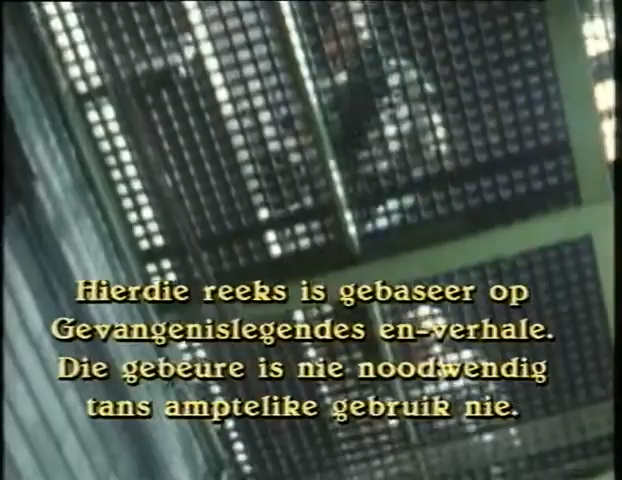 Hierdie reeks is gebaseer op
Gevangenislegendes en-verhale.
Die gebeure is nie noodwendig
tans amptelike gebruik nie.